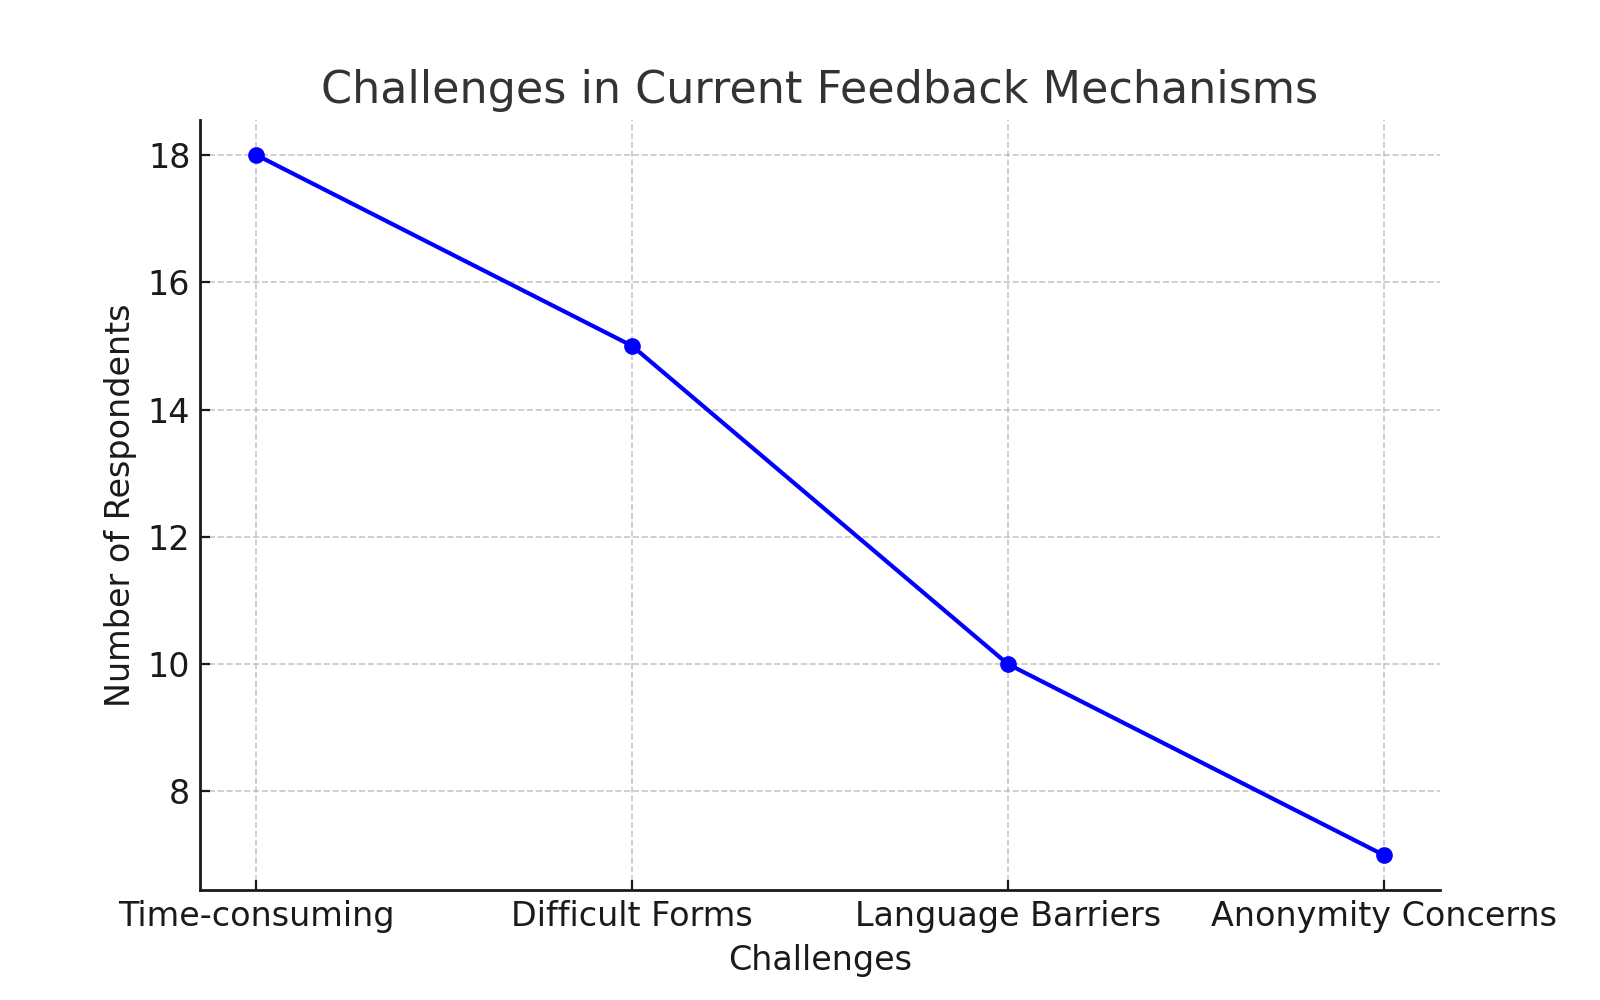 Challenges in Current Feedback Mechanisms
Number of Respondents
18
16
14
12
10
8
Time-consuming Difficult Forms Language Barriers Anonymity Concerns
Challenges